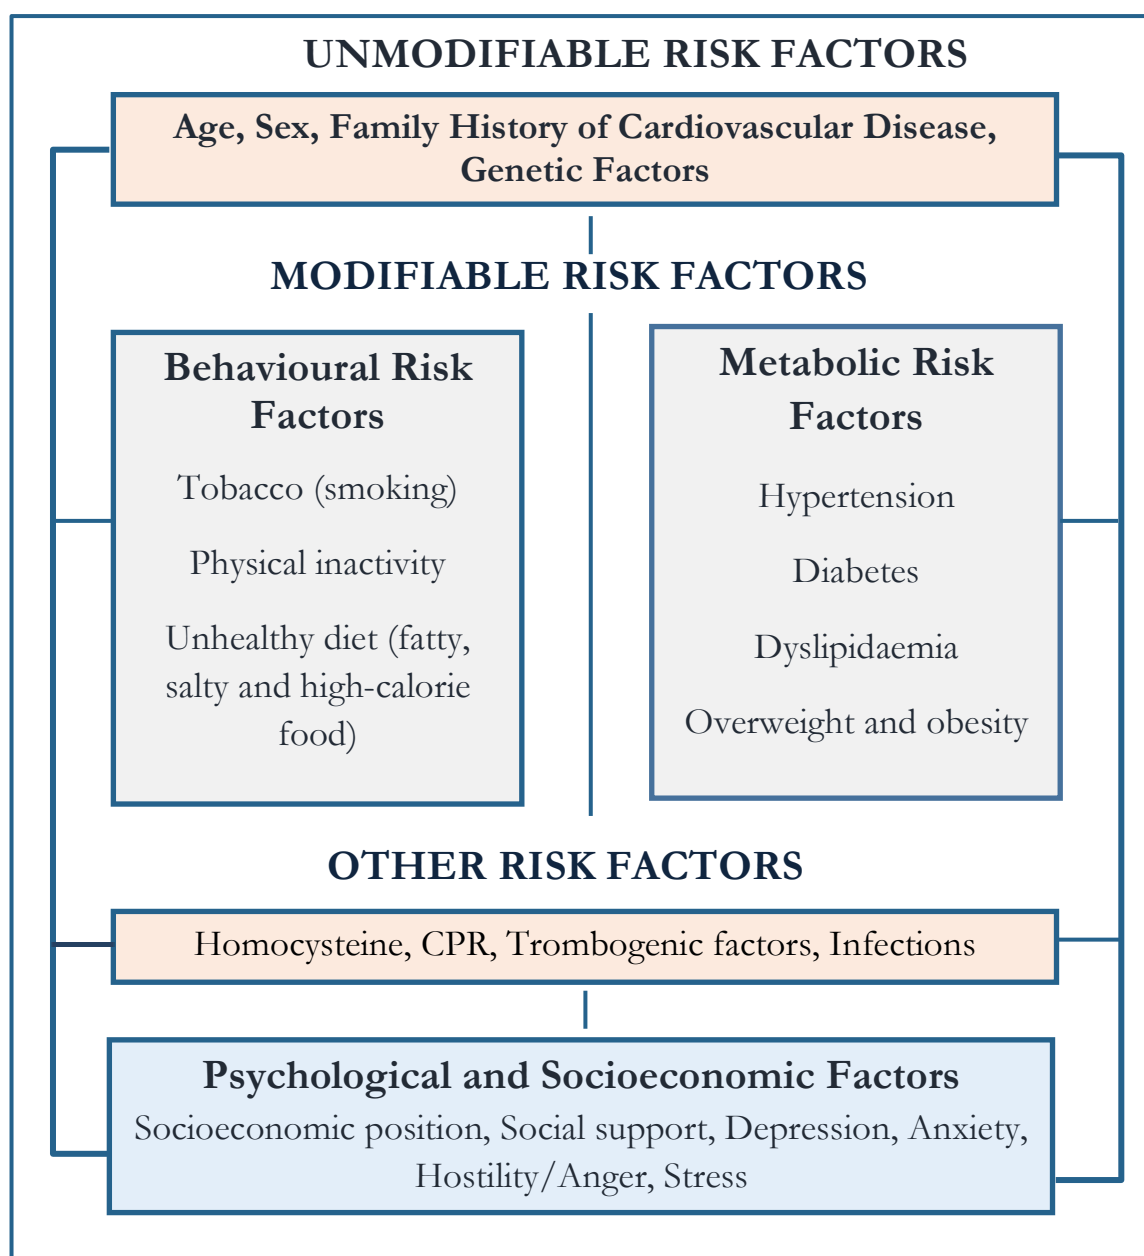 UNMODIFIABLE RISK FACTORS
Age, Sex, Family History of Cardiovascular Disease,
Genetic Factors
MODIFIABLE RISK FACTORS
Behavioural Risk
Factors
Tobacco (smoking)
Physical inactivity
Unhealthy diet (fatty,
salty and high-calorie
food)
Metabolic Risk
Factors
Hypertension
Diabetes
Dyslipidaemia
Overweight and obesity
OTHER RISK FACTORS
Homocysteine, CPR, Trombogenic factors, Infections
Psychological and Socioeconomic Factors
Socioeconomic position, Social support, Depression, Anxiety,
Hostility/Anger, Stress